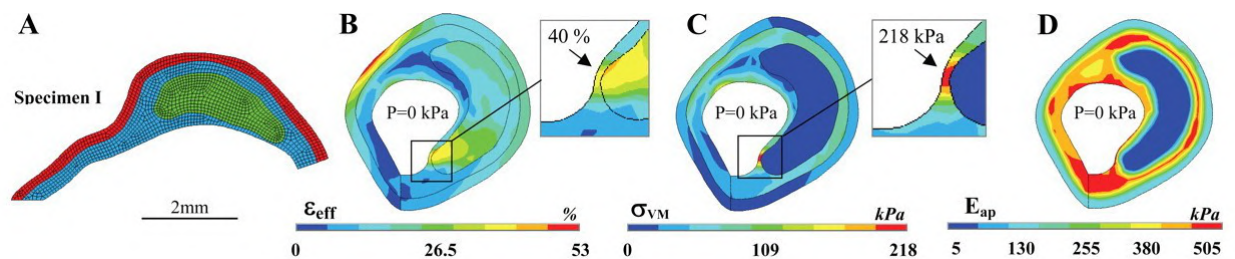 A
B
C
D
40 %
218 kPa
Specimen I
P=0 kPa
P=0 kPa
P=0 kPa
2mm
εeff
%
σVM
kPa
Eap
kPa
0
26.5
53
0
109
218
5
130
255
380
505